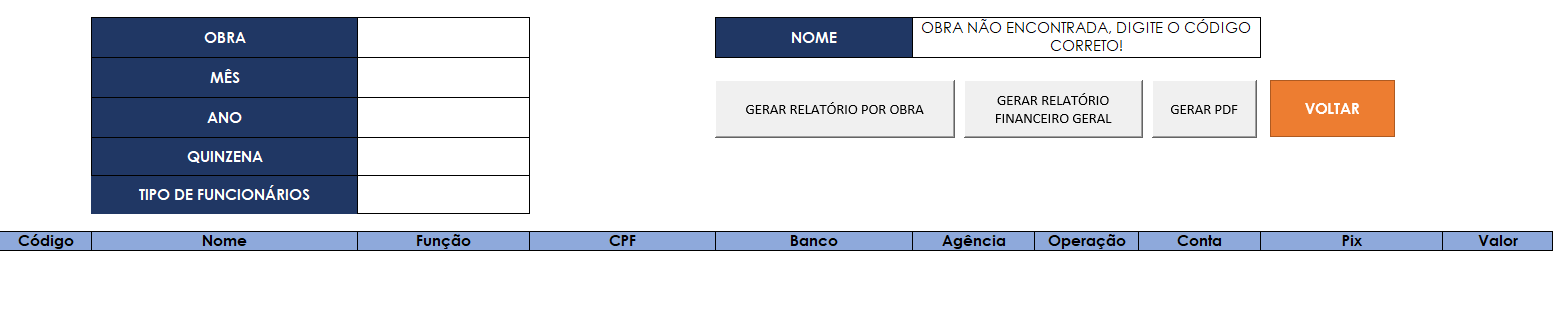 OBRA
NOME
OBRA NÃO ENCONTRADA, DIGITE O CÓDIGO
CORRETO!
MÊS
ANO
QUINZENA
TIPO DE FUNCIONÁRIOS
GERAR RELATÓRIO POR OBRA
GERAR RELATÓRIO
FINANCEIRO GERAL
GERAR PDF
VOLTAR
Código Nome Função CPF Banco Agência Operação Conta Pix Valor